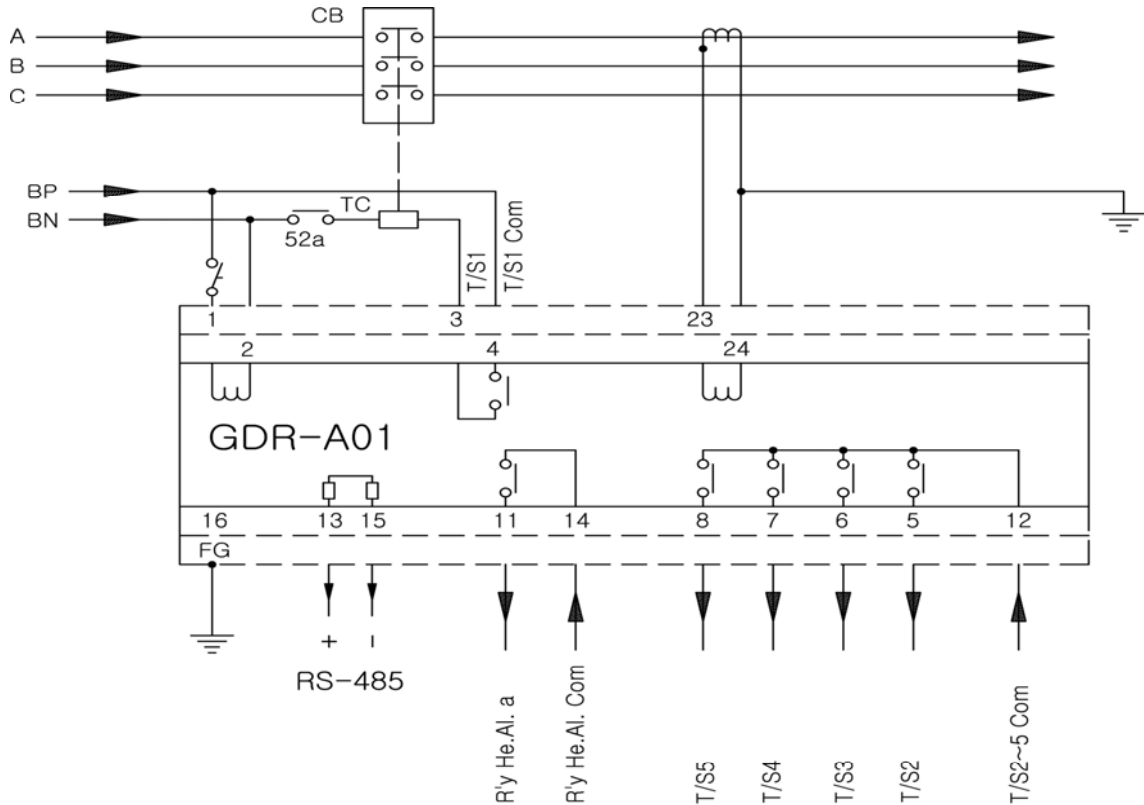 CB
A
B
C
BP
BN
TC
52a
T/S1
T/S1 Com
1 3 23
2 4 24
GDR-A01
16 13 15 11 14 8 7 6 5 12
FG
+ -
RS-485
R'y He.Al. a
R'y He.Al. Com
T/S5
T/S4
T/S3
T/S2
T/S2~5 Com